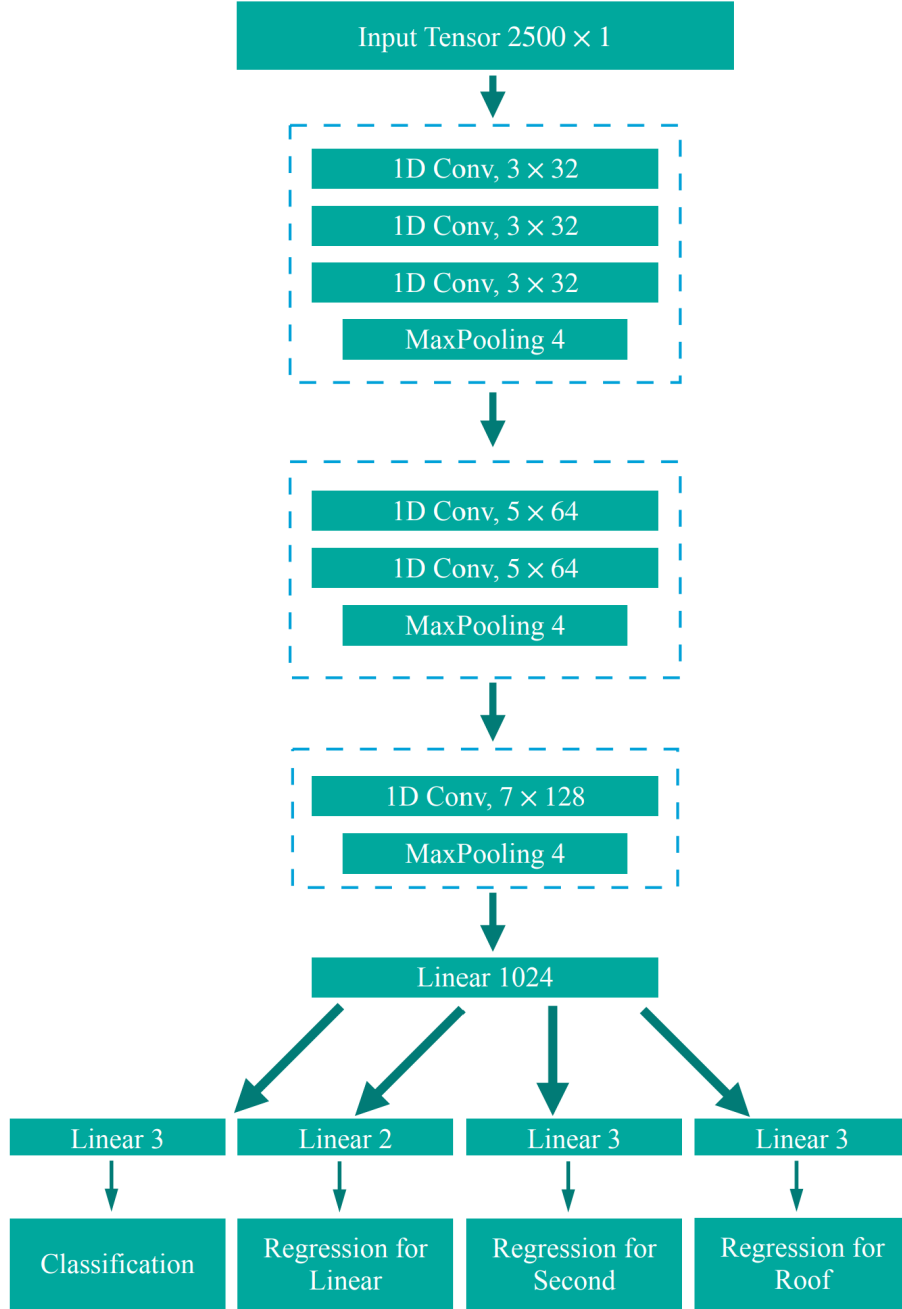 Input Tensor 2500 × 1
1D Conv, 3 × 32
1D Conv, 3 × 32
1D Conv, 3 × 32
MaxPooling 4
1D Conv, 5 × 64
1D Conv, 5 × 64
MaxPooling 4
1D Conv, 7 × 128
MaxPooling 4
Linear 1024
Linear 3
Linear 2
Linear 3
Linear 3
Classification
Regression for
Linear
Regression for
Second
Regression for
Roof